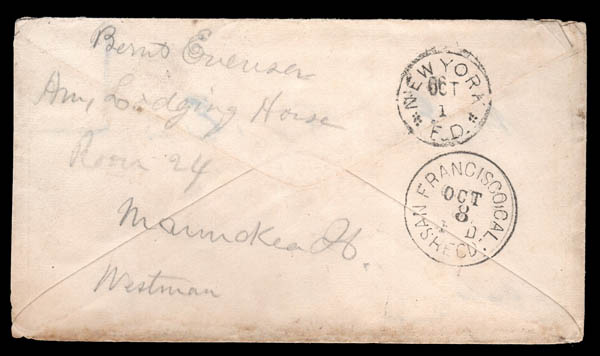 Bernt Evensen
Am, Lodging House
Room 24
Maunakea St.
Westman
NEW YORK
OCT
1
F.D.
SAN FRANCISCO, CAL.
OCT
8
REC'D.